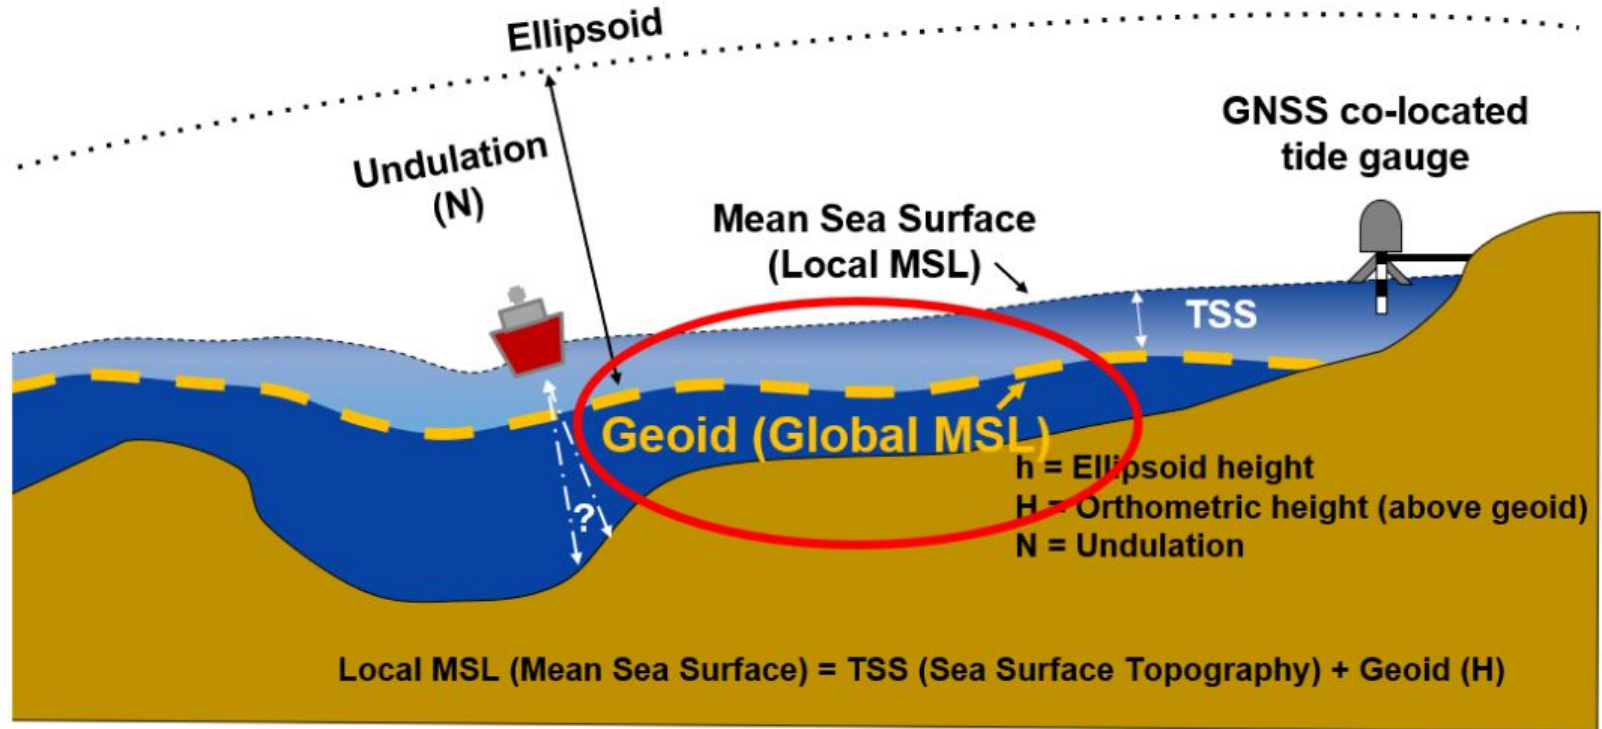 Ellipsoid
Undulation
(N)
GNSS co-located
tide gauge
Mean Sea Surface
(Local MSL)
TSS
Geoid (Global MSL)
?
h = Ellipsoid height
H = Orthometric height (above geoid)
N = Undulation
Local MSL (Mean Sea Surface) = TSS (Sea Surface Topography) + Geoid (H)